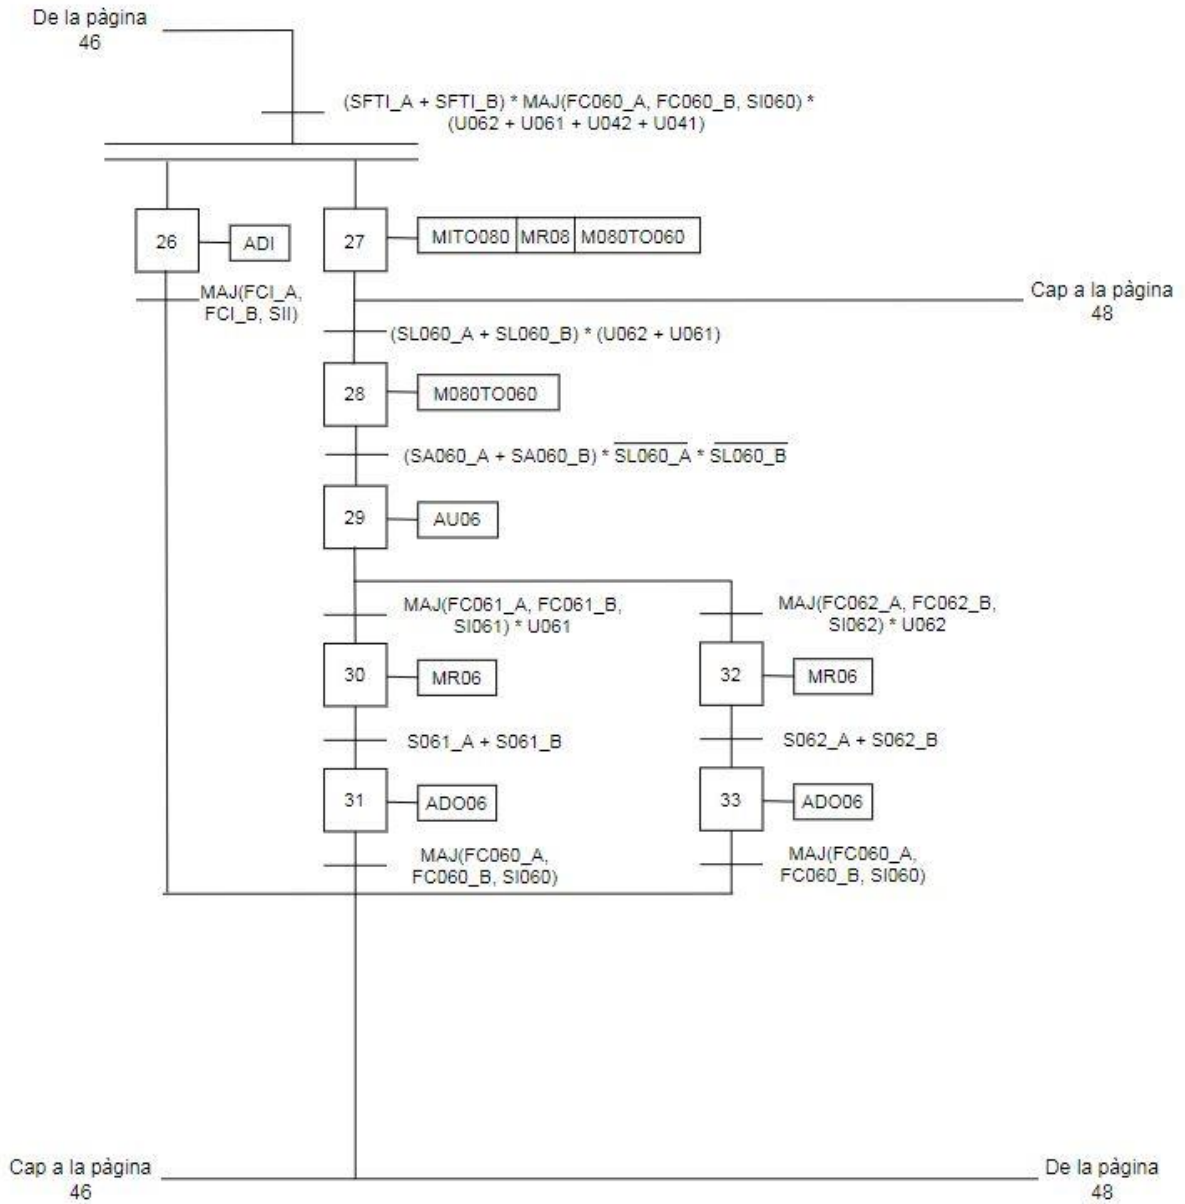 De la pàgina
46
(SFTI_A + SFTI_B) * MAJ(FC060_A, FC060_B, SI060) *
(U062 + U061 + U042 + U041)
26
ADI
27
MITO080 MR08 M080TO060
MAJ(FCI_A,
FCI_B, SII)
Cap a la pàgina
48
(SL060_A + SL060_B) * (U062 + U061)
28
M080TO060
(SA060_A + SA060_B) * SL060_A * SL060_B
29
AU06
MAJ(FC061_A, FC061_B,
SI061) * U061
MAJ(FC062_A, FC062_B,
SI062) * U062
30
MR06
32
MR06
S061_A + S061_B
S062_A + S062_B
31
ADO06
33
ADO06
MAJ(FC060_A,
FC060_B, SI060)
MAJ(FC060_A,
FC060_B, SI060)
Cap a la pàgina
46
De la pàgina
48